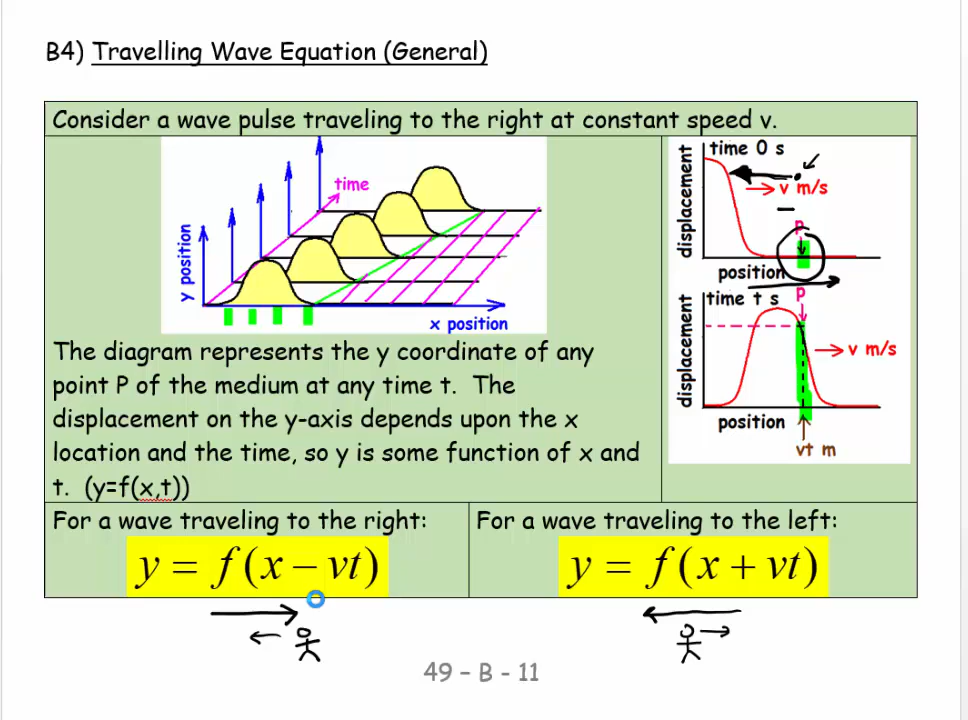 B4) Travelling Wave Equation (General)
Consider a wave pulse traveling to the right at constant speed v.
time
y position
x position
The diagram represents the y coordinate of any
point P of the medium at any time t. The
displacement on the y-axis depends upon the x
location and the time, so y is some function of x and
t. (y=f(x,t))
displacement
time 0 s
v m/s
p
position
displacement
time t s
p
v m/s
position
vt m
For a wave traveling to the right:
y = f(x − vt)
For a wave traveling to the left:
y = f(x + vt)
49 – B - 11